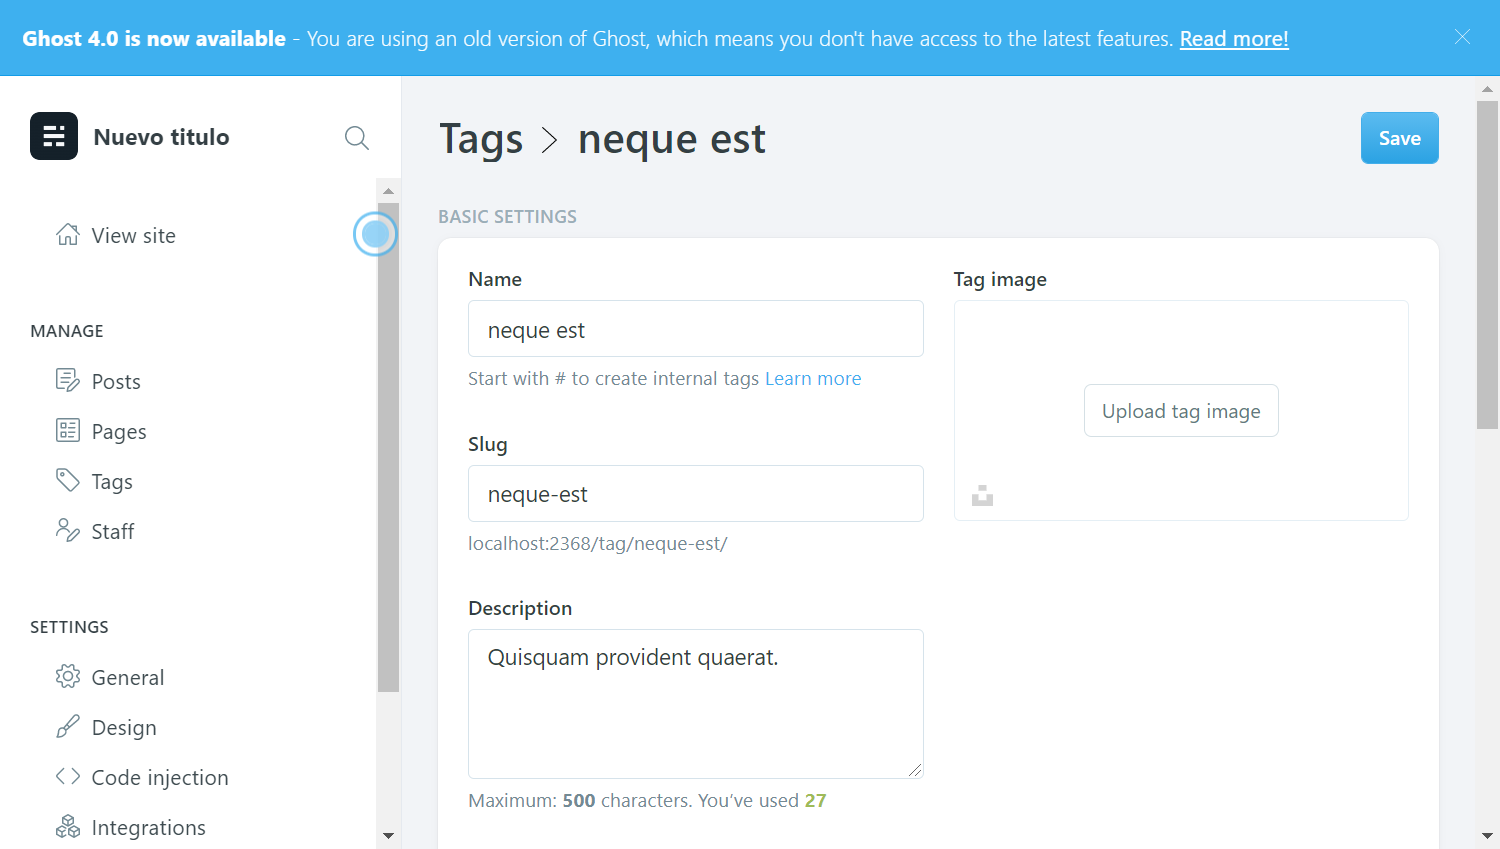 Ghost 4.0 is now available - You are using an old version of Ghost, which means you don't have access to the latest features. Read more!
Nuevo titulo
View site
MANAGE
Posts
Pages
Tags
Staff
SETTINGS
General
Design
Code injection
Integrations
Tags > neque est
Save
BASIC SETTINGS
Name
neque est
Start with # to create internal tags Learn more
Slug
neque-est
localhost:2368/tag/neque-est/
Description
Quisquam provident quaerat.
Maximum: 500 characters. You’ve used 27
Tag image
Upload tag image